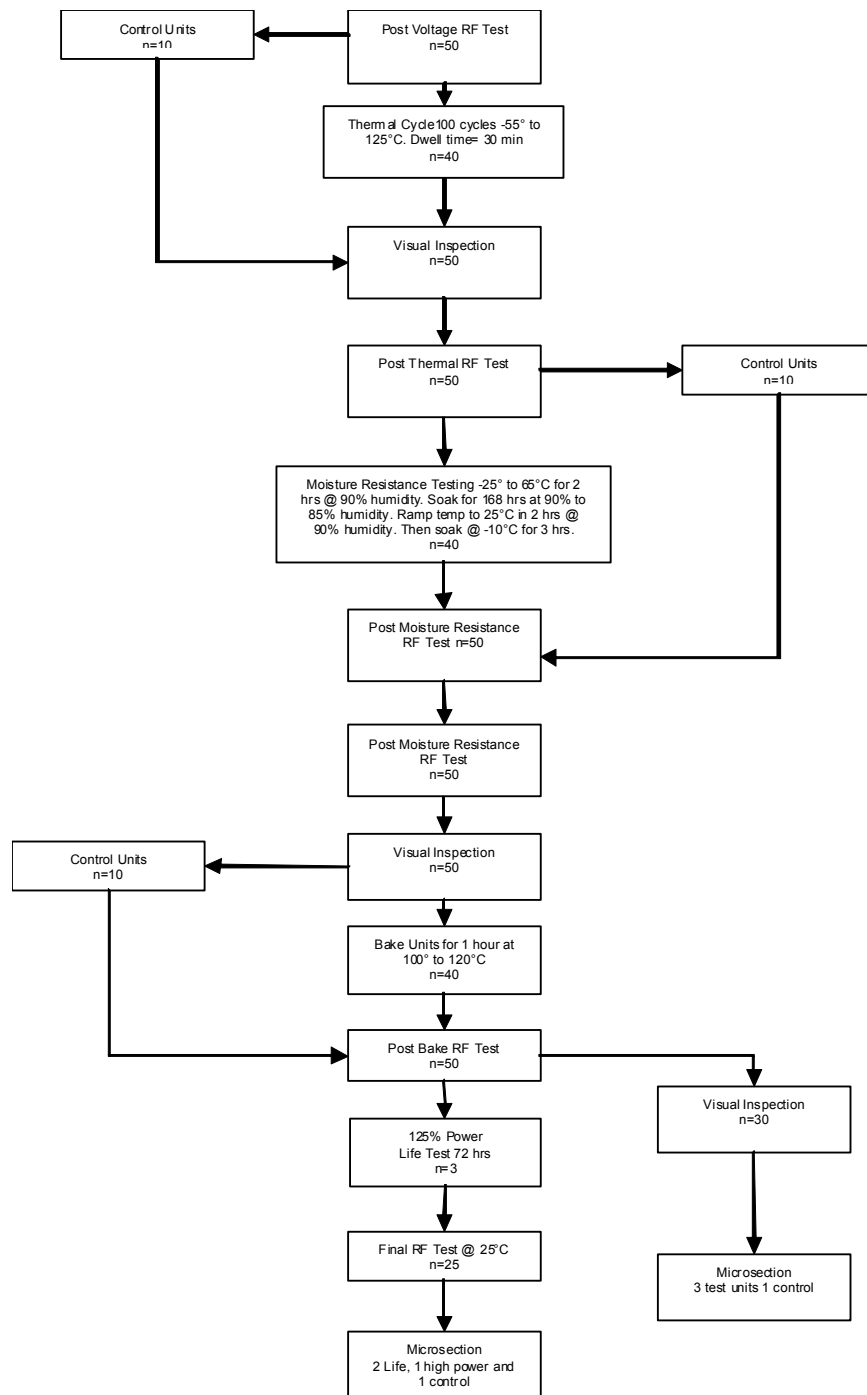 Control Units
n=10
Post Voltage RF Test
n=50
Thermal Cycle100 cycles -55° to
125°C. Dwell time= 30 min
n=40
Visual Inspection
n=50
Post Thermal RF Test
n=50
Control Units
n=10
Moisture Resistance Testing -25° to 65°C for 2
hrs @ 90% humidity. Soak for 168 hrs at 90% to
85% humidity. Ramp temp to 25°C in 2 hrs @
90% humidity. Then soak @ -10°C for 3 hrs.
n=40
Post Moisture Resistance
RF Test n=50
Post Moisture Resistance
RF Test
n=50
Visual Inspection
n=50
Control Units
n=10
Bake Units for 1 hour at
100° to 120°C
n=40
Post Bake RF Test
n=50
Visual Inspection
n=30
125% Power
Life Test 72 hrs
n=3
Final RF Test @ 25°C
n=25
Microsection
3 test units 1 control
Microsection
2 Life, 1 high power and
1 control